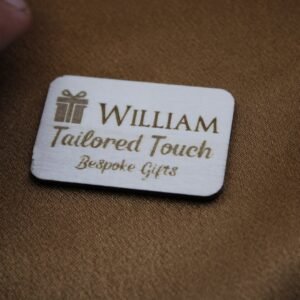 WILLIAM
Tailored Touch
Bespoke Gifts